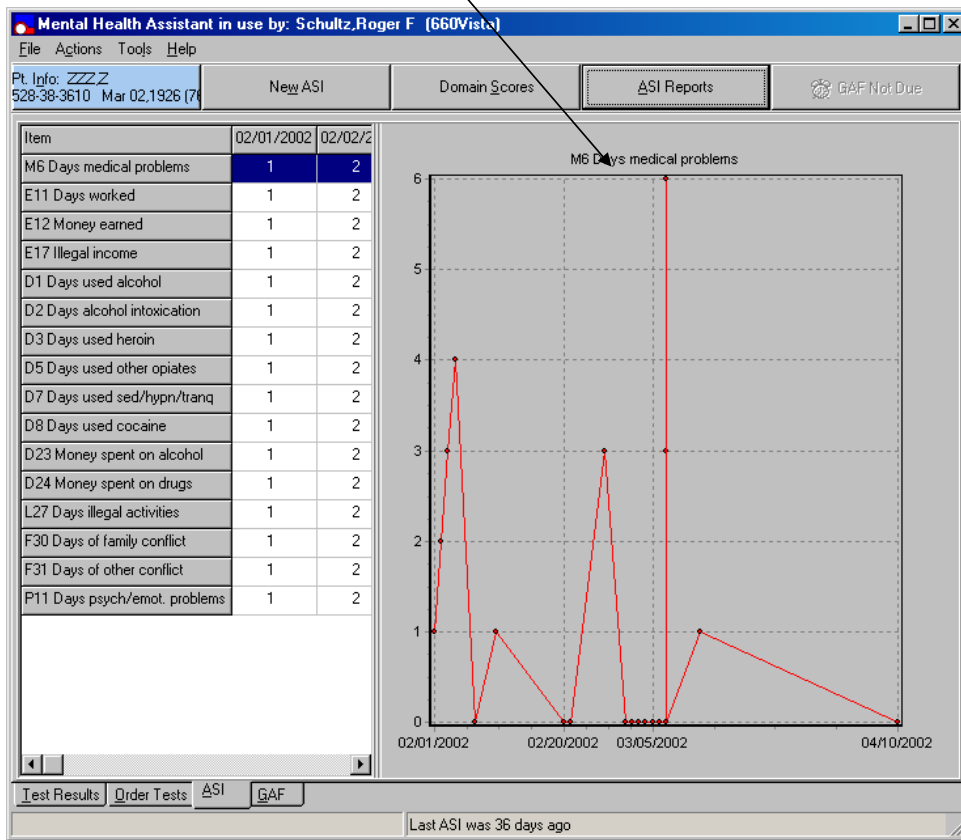 Mental Health Assistant in use by: Schultz,Roger F (660Vista)
File Actions Tools Help
Pt. Info: ZZZ,Z
528-38-3610 Mar 02,1926 (76
New ASI
Domain Scores
ASI Reports
GAF Not Due
Item 02/01/2002 02/02/2
M6 Days medical problems 1 2
E11 Days worked 1 2
E12 Money earned 1 2
E17 Illegal income 1 2
D1 Days used alcohol 1 2
D2 Days alcohol intoxication 1 2
D3 Days used heroin 1 2
D5 Days used other opiates 1 2
D7 Days used sed/hypn/tranq 1 2
D8 Days used cocaine 1 2
D23 Money spent on alcohol 1 2
D24 Money spent on drugs 1 2
L27 Days illegal activities 1 2
F30 Days of family conflict 1 2
F31 Days of other conflict 1 2
P11 Days psych/emot. problems 1 2
M6 Days medical problems
6
5
4
3
2
1
0
02/01/2002 02/20/2002 03/05/2002 04/10/2002
Test Results Order Tests ASI GAF
Last ASI was 36 days ago